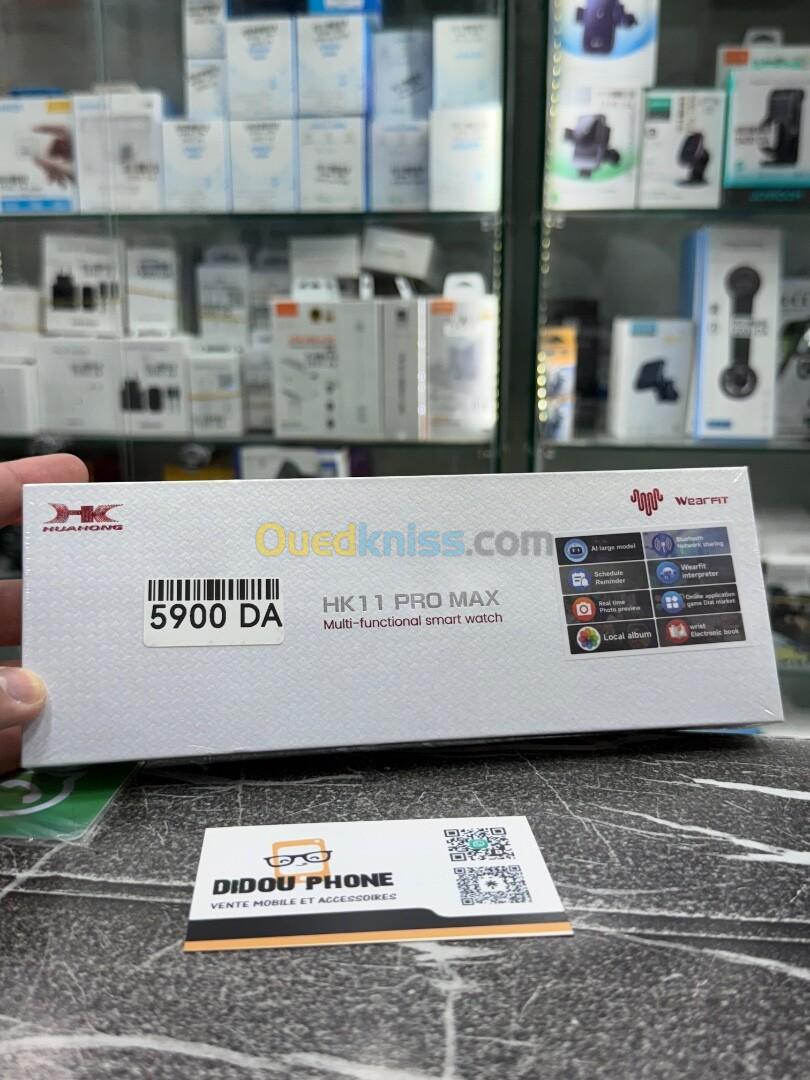 HK
HUAHONG
WearFit
Ouedkniss.com
5900 DA
HK11 PRO MAX
Multi-functional smart watch
AI large model
Bluetooth
Network sharing
Schedule
Reminder
Wearfit
interpreter
Real time
Photo preview
Online application
game Dial market
Local album
wrist
Electronic book
DiDOU PHONE
VENTE MOBILE ET ACCESSOIRES